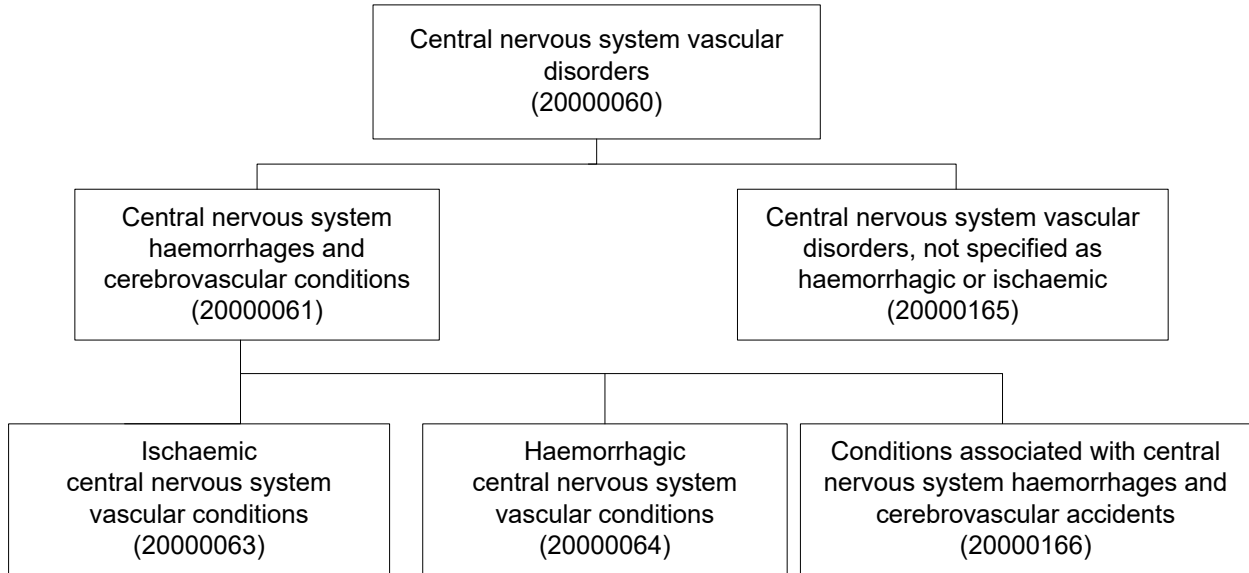 Central nervous system vascular
disorders
(20000060)
Central nervous system
haemorrhages and
cerebrovascular conditions
(20000061)
Central nervous system vascular
disorders, not specified as
haemorrhagic or ischaemic
(20000165)
Ischaemic
central nervous system
vascular conditions
(20000063)
Haemorrhagic
central nervous system
vascular conditions
(20000064)
Conditions associated with central
nervous system haemorrhages and
cerebrovascular accidents
(20000166)